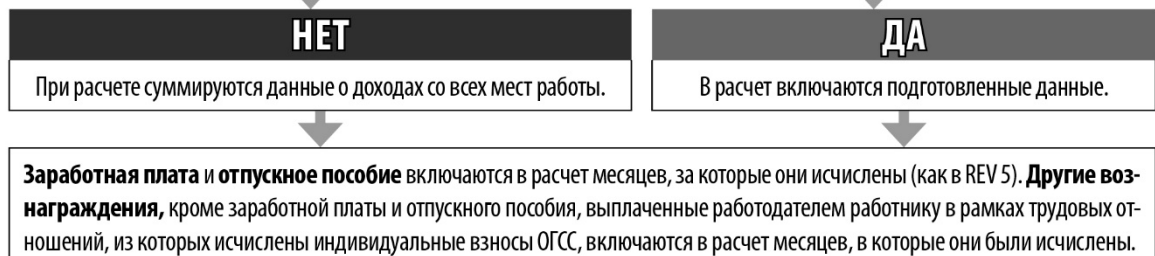 НЕТ
При расчете суммируются данные о доходах со всех мест работы.
ДА
В расчет включаются подготовленные данные.
Заработная плата и отпускное пособие включаются в расчет месяцев, за которые они исчислены (как в REV 5). Другие воз-
награждения, кроме заработной платы и отпускного пособия, выплаченные работодателем работнику в рамках трудовых от-
ношений, из которых исчислены индивидуальные взносы ОГСС, включаются в расчет месяцев, в которые они были исчислены.